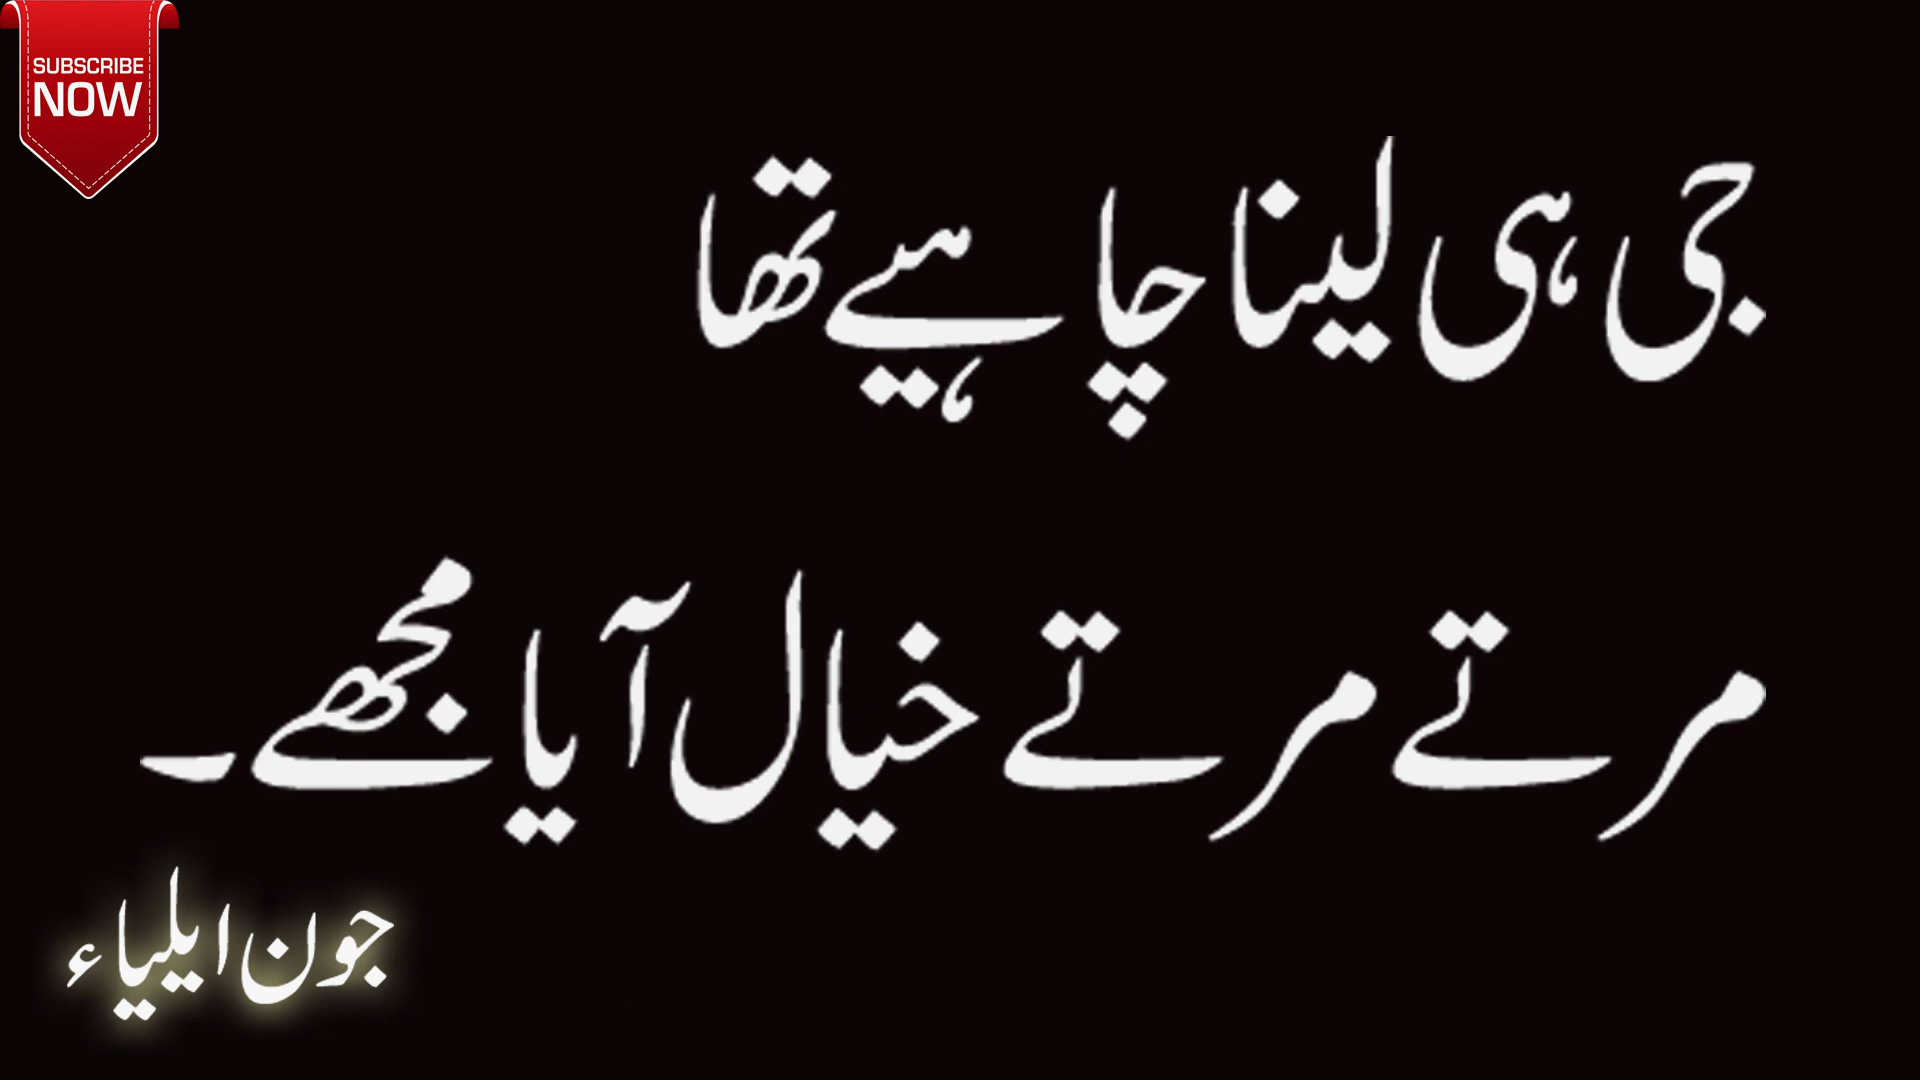 SUBSCRIBE
NOW
جی ہی لینا چاہیے تھا
مرتے مرتے خیال آیا مجھے۔
جون ایلیاء